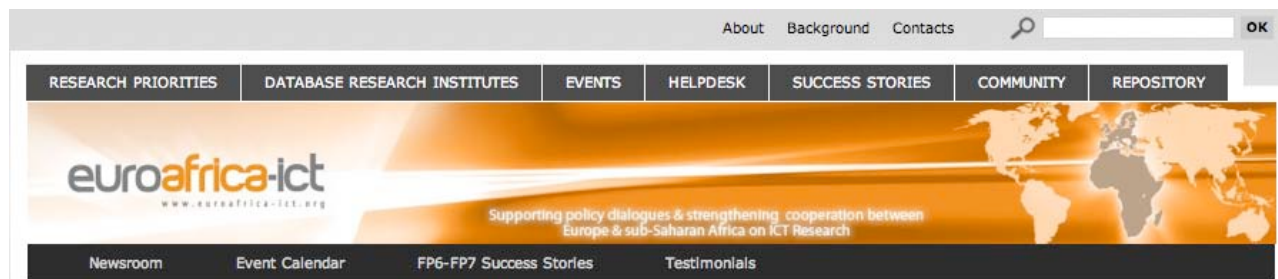 About Background Contacts OK
RESEARCH PRIORITIES DATABASE RESEARCH INSTITUTES EVENTS HELPDESK SUCCESS STORIES COMMUNITY REPOSITORY
euroafrica-ict
www.euroafrica-ict.org
Supporting policy dialogues & strengthening cooperation between
Europe & sub-Saharan Africa on ICT Research
Newsroom Event Calendar FP6-FP7 Success Stories Testimonials